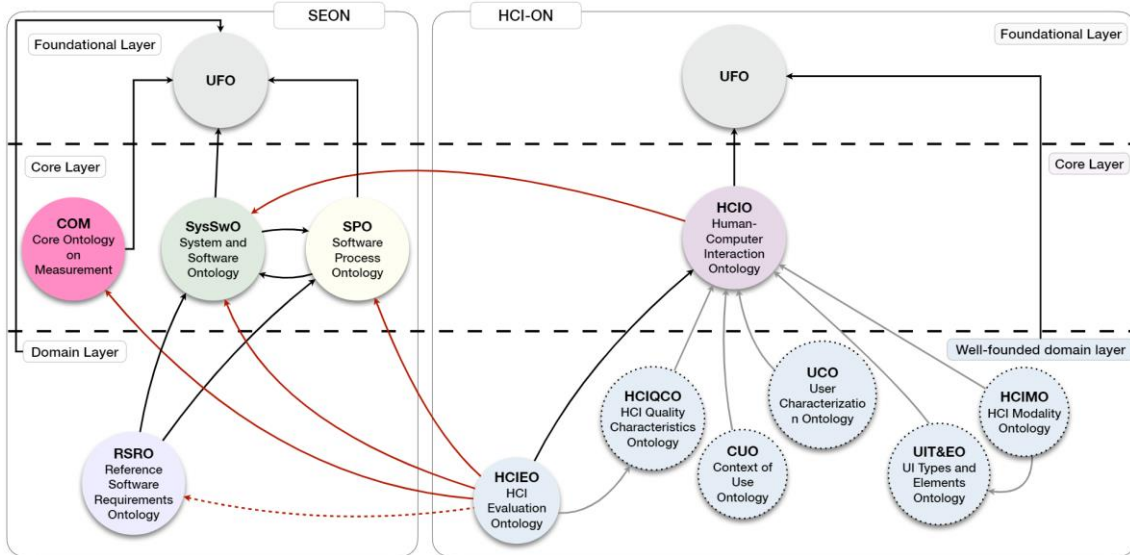 SEON
HCI-ON
Foundational Layer
UFO
UFO
Foundational Layer
Core Layer
Core Layer
COM
Core Ontology
on
Measurement
SysSwO
System and
Software
Ontology
SPO
Software
Process
Ontology
HCIO
Human-
Computer
Interaction
Ontology
Domain Layer
Well-founded domain layer
RSRO
Reference
Software
Requirements
Ontology
HCIEO
HCI
Evaluation
Ontology
HCIQCO
HCI Quality
Characteristics
Ontology
CUO
Context of
Use
Ontology
UCO
User
Characterizatio
n Ontology
UIT&EO
UI Types and
Elements
Ontology
HCIMO
HCI Modality
Ontology